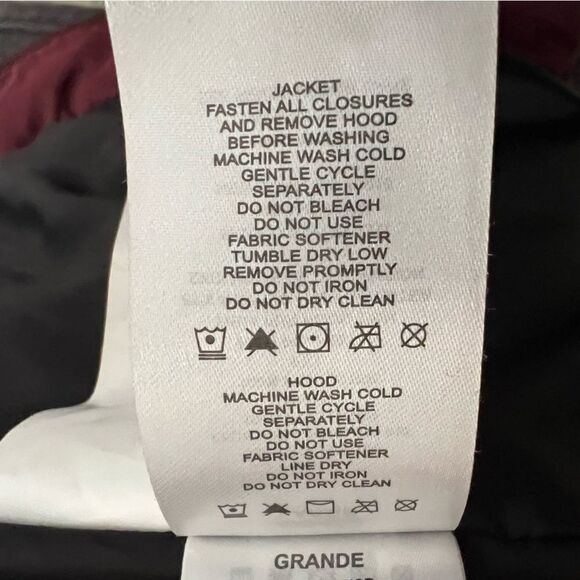 JACKET
FASTEN ALL CLOSURES
AND REMOVE HOOD
BEFORE WASHING
MACHINE WASH COLD
GENTLE CYCLE
SEPARATELY
DO NOT BLEACH
DO NOT USE
FABRIC SOFTENER
TUMBLE DRY LOW
REMOVE PROMPTLY
DO NOT IRON
DO NOT DRY CLEAN
HOOD
MACHINE WASH COLD
GENTLE CYCLE
SEPARATELY
DO NOT BLEACH
DO NOT USE
FABRIC SOFTENER
LINE DRY
DO NOT IRON
DO NOT DRY CLEAN
GRANDE